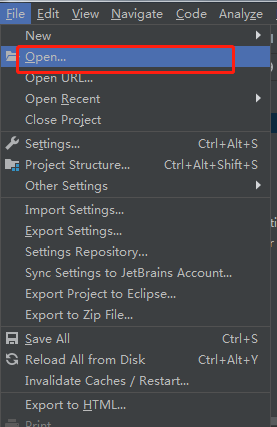 File Edit View Navigate Code Analyze
New
Open...
Open URL...
Open Recent
Close Project
Settings... Ctrl+Alt+S
Project Structure... Ctrl+Alt+Shift+S
Other Settings
Import Settings...
Export Settings...
Settings Repository...
Sync Settings to JetBrains Account...
Export Project to Eclipse...
Export to Zip File...
Save All Ctrl+S
Reload All from Disk Ctrl+Alt+Y
Invalidate Caches / Restart...
Export to HTML...
Print...